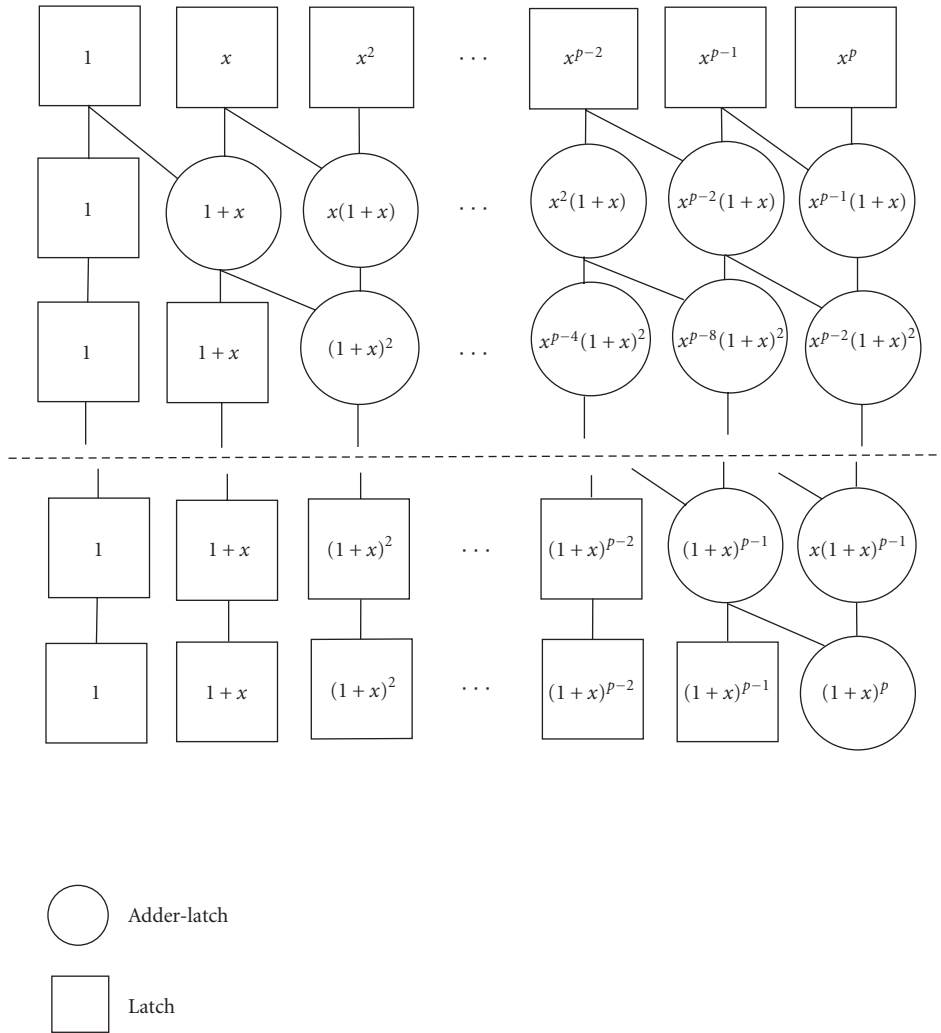 1 x x^2 ... x^{p−2} x^{p−1} x^p
1 1 + x x(1 + x) ... x^2(1 + x) x^{p−2}(1 + x) x^{p−1}(1 + x)
1 1 + x (1 + x)^2 ... x^{p−4}(1 + x)^2 x^{p−8}(1 + x)^2 x^{p−2}(1 + x)^2
1 1 + x (1 + x)^2 ... (1 + x)^{p−2} (1 + x)^{p−1} x(1 + x)^{p−1}
1 1 + x (1 + x)^2 ... (1 + x)^{p−2} (1 + x)^{p−1} (1 + x)^p
Adder-latch
Latch